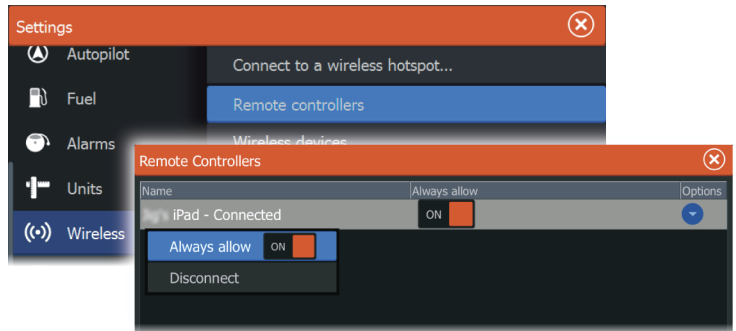 Settings
Autopilot
Fuel
Alarms
Units
Wireless
Connect to a wireless hotspot...
Remote controllers
Wireless devices
Remote Controllers
Name Always allow Options
iPad - Connected ON
Always allow ON
Disconnect